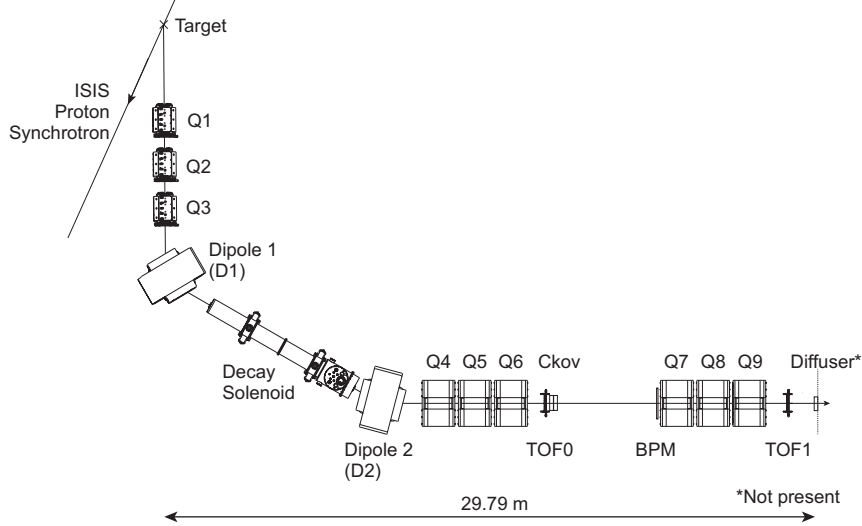 Target
ISIS
Proton
Synchrotron
Q1
Q2
Q3
Dipole 1
(D1)
Decay
Solenoid
Dipole 2
(D2)
Q4 Q5 Q6 Ckov Q7 Q8 Q9 Diffuser*
TOF0 BPM TOF1
29.79 m
*Not present